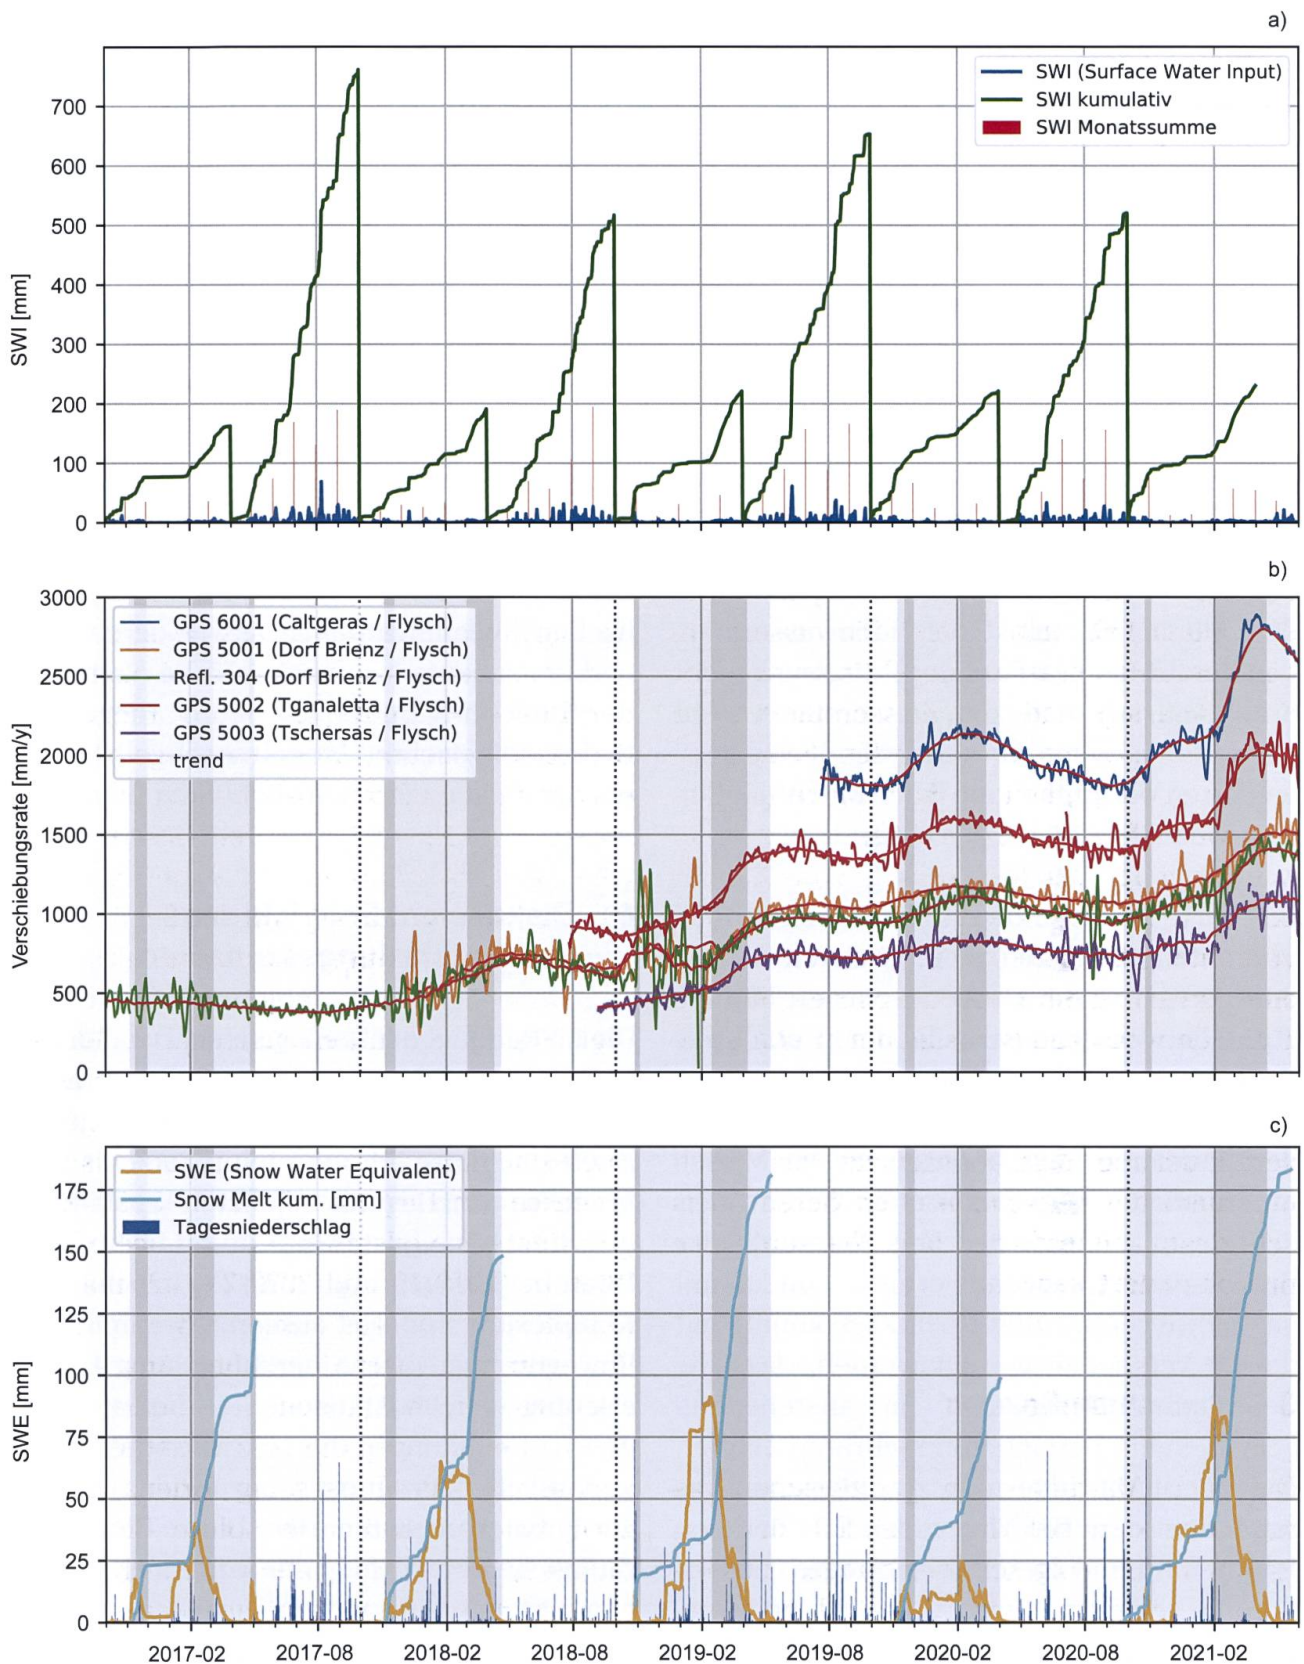 a)
SWI (Surface Water Input)
SWI kumulativ
SWI Monatssumme
SWI [mm]
700
600
500
400
300
200
100
0
b)
GPS 6001 (Caltgeras / Flysch)
GPS 5001 (Dorf Brienz / Flysch)
Refl. 304 (Dorf Brienz / Flysch)
GPS 5002 (Tganaletta / Flysch)
GPS 5003 (Tschersas / Flysch)
trend
Verschiebungsrate [mm/y]
3000
2500
2000
1500
1000
500
0
c)
SWE (Snow Water Equivalent)
Snow Melt kum. [mm]
Tagesniederschlag
SWE [mm]
175
150
125
100
75
50
25
0
2017-02 2017-08 2018-02 2018-08 2019-02 2019-08 2020-02 2020-08 2021-02